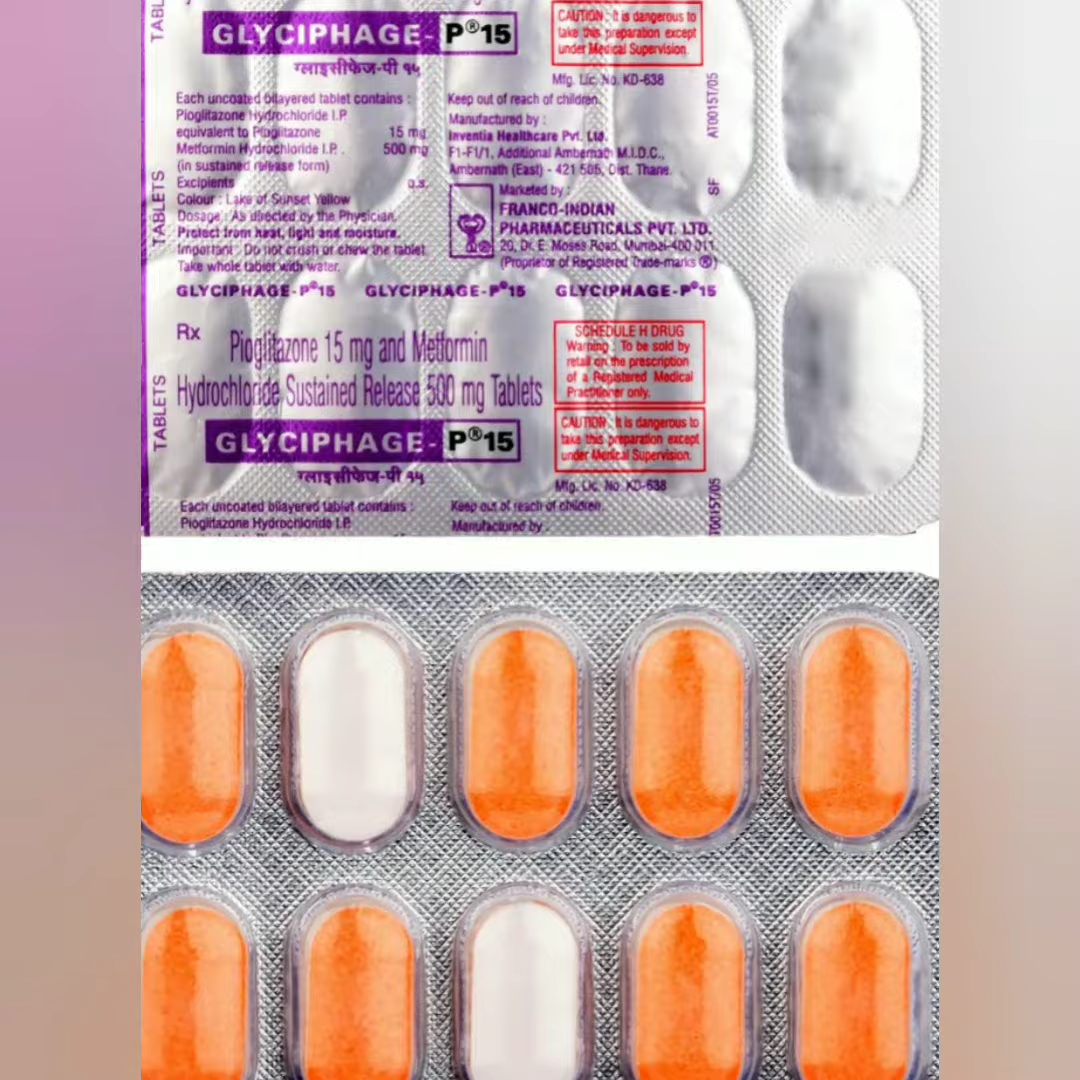 GLYCIPHAGE-P®15
ग्लाइसीफेज-पी १५
Each uncoated bilayered tablet contains :
Pioglitazone Hydrochloride I.P.
equivalent to Pioglitazone 15 mg
Metformin Hydrochloride I.P. . 500 mg
(in sustained release form)
Excipients q.s.
Colour : Lake of Sunset Yellow
Dosage : As directed by the Physician.
Protect from heat, light and moisture.
Important : Do not crush or chew the tablet.
Take whole tablet with water.
CAUTION : It is dangerous to
take this preparation except
under Medical Supervision.
Mfg. Lic. No. KD-638
Keep out of reach of children.
Manufactured by :
Inventia Healthcare Pvt. Ltd.
F1-F1/1, Additional Ambernath M.I.D.C.,
Ambernath (East) - 421 506, Dist. Thane.
Marketed by :
FRANCO-INDIAN
PHARMACEUTICALS PVT. LTD.
20, Dr. E. Moses Road, Mumbai-400 011.
(Proprietor of Registered Trade-marks ®)
AT0015T/05
SF
TABLETS
TABLETS
GLYCIPHAGE-P®15 GLYCIPHAGE-P®15 GLYCIPHAGE-P®15
Rx
Pioglitazone 15 mg and Metformin
Hydrochloride Sustained Release 500 mg Tablets
GLYCIPHAGE-P®15
ग्लाइसीफेज-पी १५
SCHEDULE H DRUG
Warning : To be sold by
retail on the prescription
of a Registered Medical
Practitioner only.
CAUTION : It is dangerous to
take this preparation except
under Medical Supervision.
Mfg. Lic. No. KD-638
Each uncoated bilayered tablet contains :
Pioglitazone Hydrochloride I.P.
Keep out of reach of children.
Manufactured by :